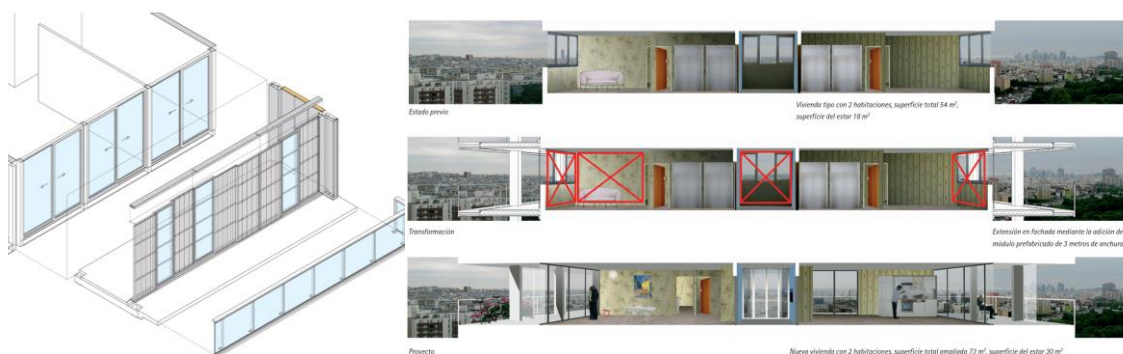 Estado previo
Vivienda tipo con 2 habitaciones, superficie total 54 m²,
superficie del estar 18 m²
Transformación
Extensión en fachada mediante la adición de
módulo prefabricado de 3 metros de anchura
Proyecto
Nueva vivienda con 2 habitaciones, superficie total ampliada 73 m², superficie del estar 30 m²